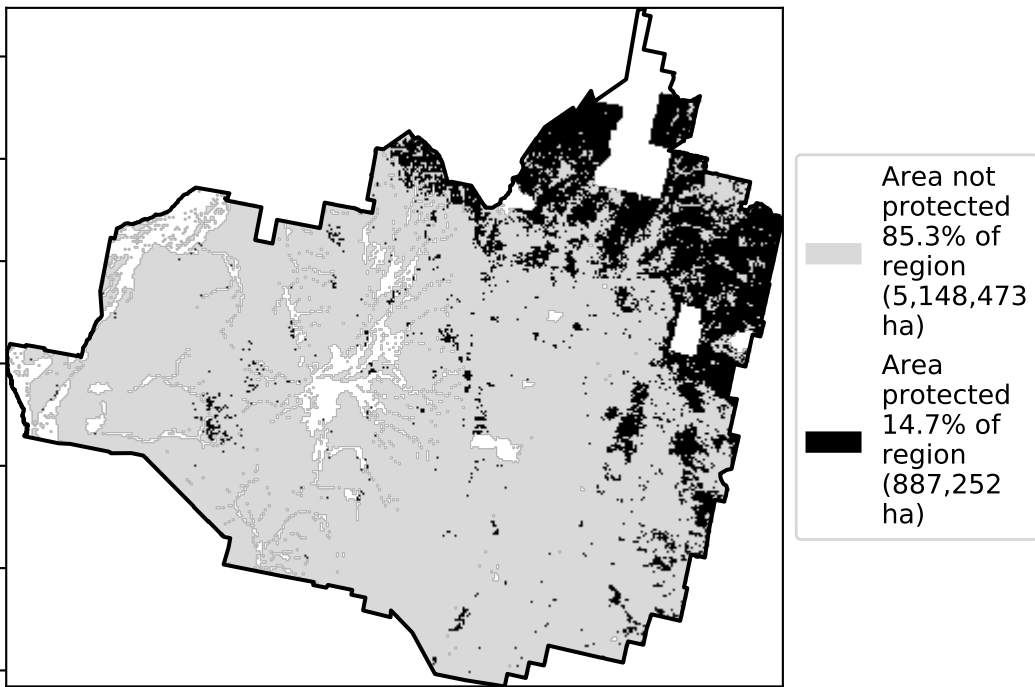 Area not
protected
85.3% of
region
(5,148,473
ha)
Area
protected
14.7% of
region
(887,252
ha)